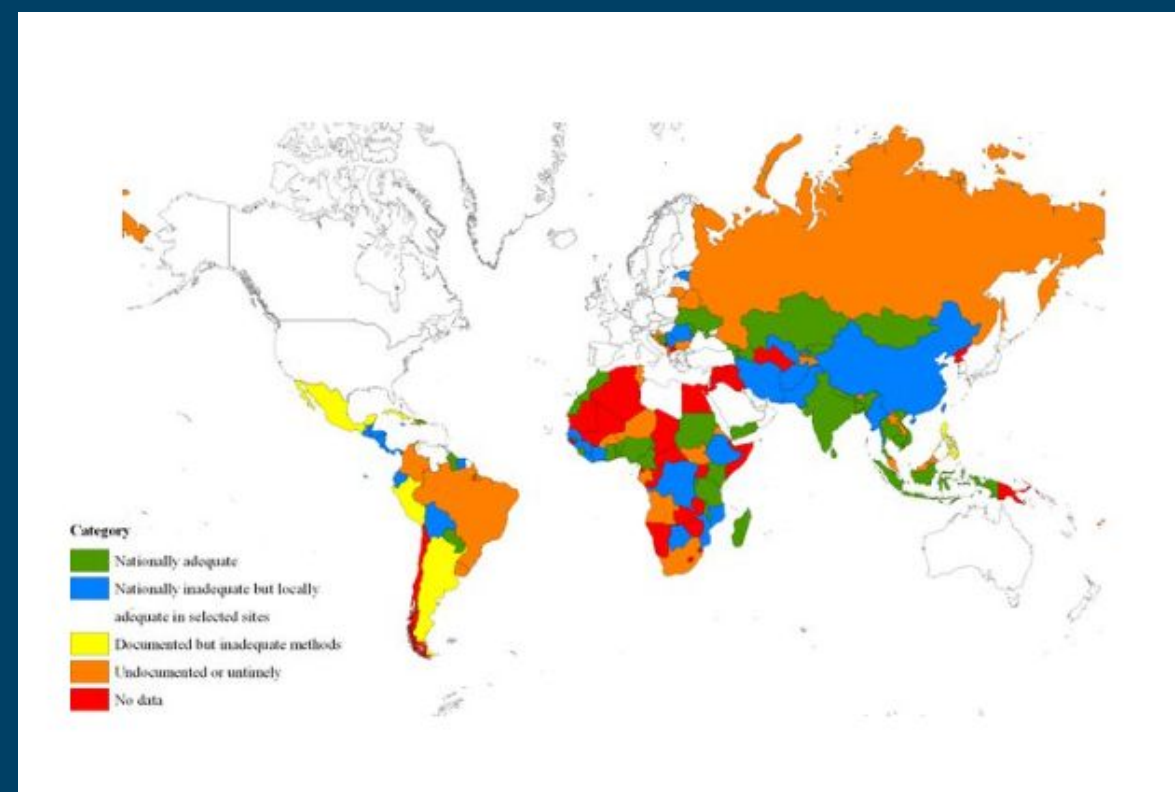 Category
Nationally adequate
Nationally inadequate but locally
adequate in selected sites
Documented but inadequate methods
Undocumented or untimely
No data